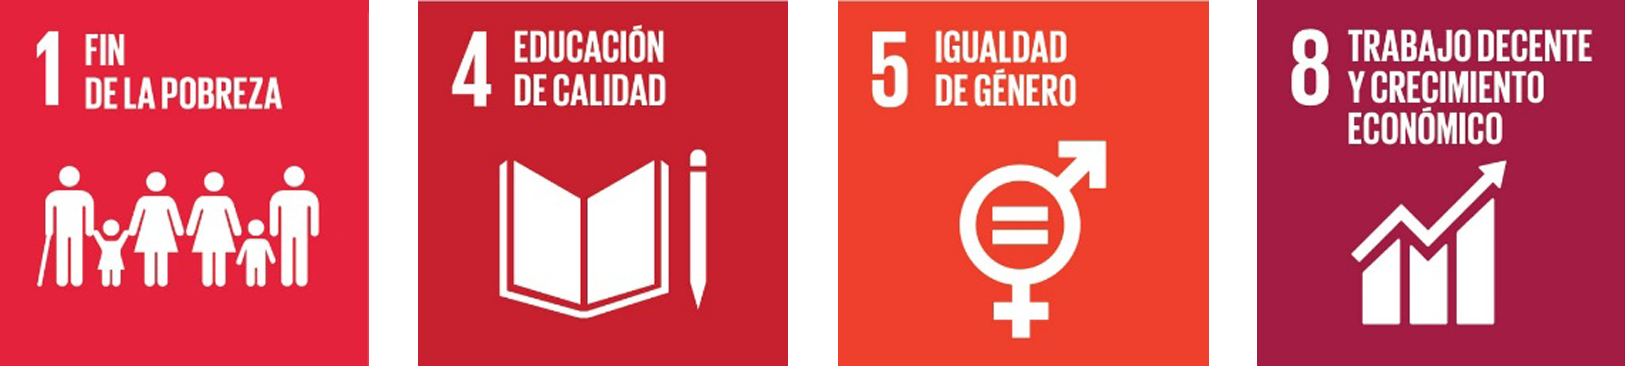 1 FIN
DE LA POBREZA
4 EDUCACIÓN
DE CALIDAD
5 IGUALDAD
DE GÉNERO
8 TRABAJO DECENTE
Y CRECIMIENTO
ECONÓMICO